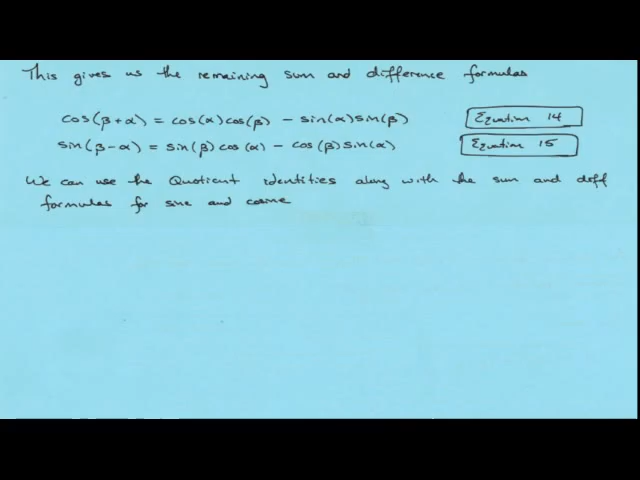 This gives us the remaining sum and difference formulas
cos(β+α) = cos(α)cos(β) − sin(α)sin(β) Equation 14
sin(β−α) = sin(β)cos(α) − cos(β)sin(α) Equation 15
We can use the Quotient identities along with the sum and diff
formulas for sine and cosine